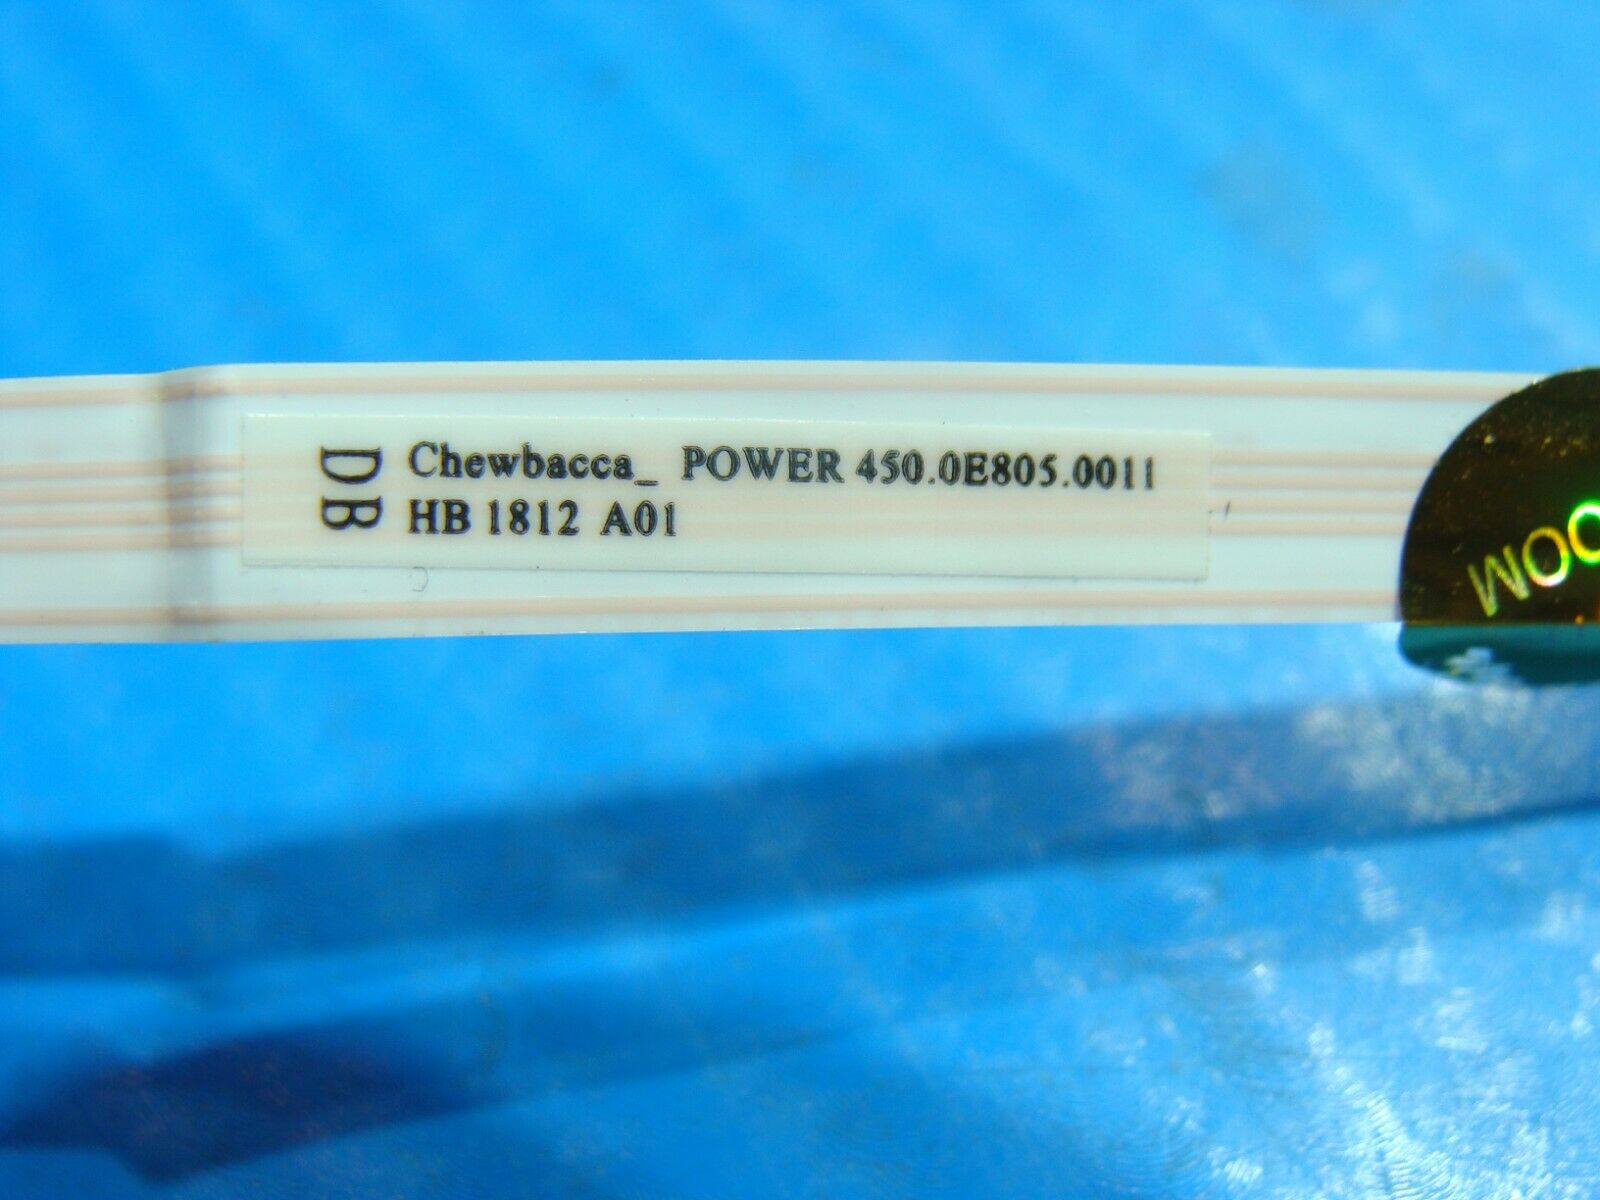 DB
Chewbacca_ POWER 450.0E805.0011
HB 1812 A01